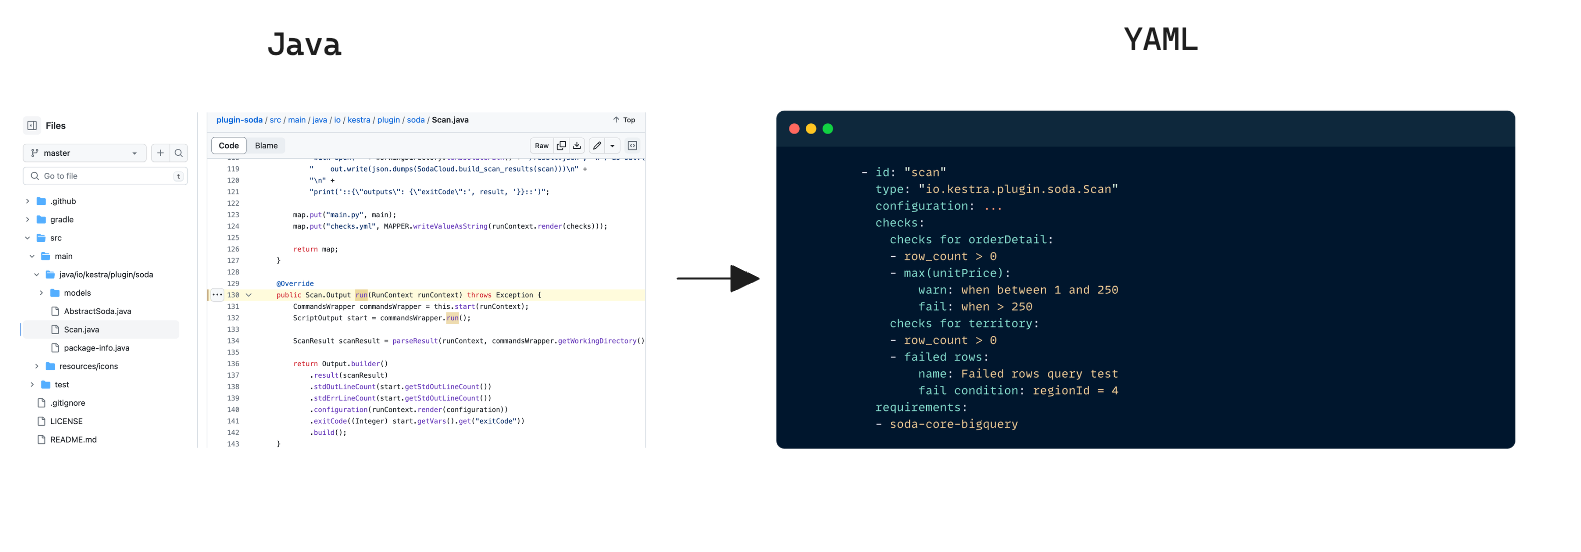 Java
YAML
Files
master
Go to file
t
.github
gradle
src
main
java/io/kestra/plugin/soda
models
AbstractSoda.java
Scan.java
package-info.java
resources/icons
test
.gitignore
LICENSE
README.md
plugin-soda / src / main / java / io / kestra / plugin / soda / Scan.java
Top
Code Blame
Raw
119 "    out.write(json.dumps(SodaCloud.build_scan_results(scan)))\n" +
120 "\n" +
121 "print('::{\"outputs\": {\"exitCode\":', result, '}}::')";
122
123 map.put("main.py", main);
124 map.put("checks.yml", MAPPER.writeValueAsString(runContext.render(checks)));
125
126 return map;
127 }
128
129 @Override
130 public Scan.Output run(RunContext runContext) throws Exception {
131 CommandsWrapper commandsWrapper = this.start(runContext);
132 ScriptOutput start = commandsWrapper.run();
133
134 ScanResult scanResult = parseResult(runContext, commandsWrapper.getWorkingDirectory()
135
136 return Output.builder()
137 .result(scanResult)
138 .stdOutLineCount(start.getStdOutLineCount())
139 .stdErrLineCount(start.getStdOutLineCount())
140 .configuration(runContext.render(configuration))
141 .exitCode((Integer) start.getVars().get("exitCode"))
142 .build();
143 }
- id: "scan"
type: "io.kestra.plugin.soda.Scan"
configuration: ...
checks:
checks for orderDetail:
- row_count > 0
- max(unitPrice):
warn: when between 1 and 250
fail: when > 250
checks for territory:
- row_count > 0
- failed rows:
name: Failed rows query test
fail condition: regionId = 4
requirements:
- soda-core-bigquery